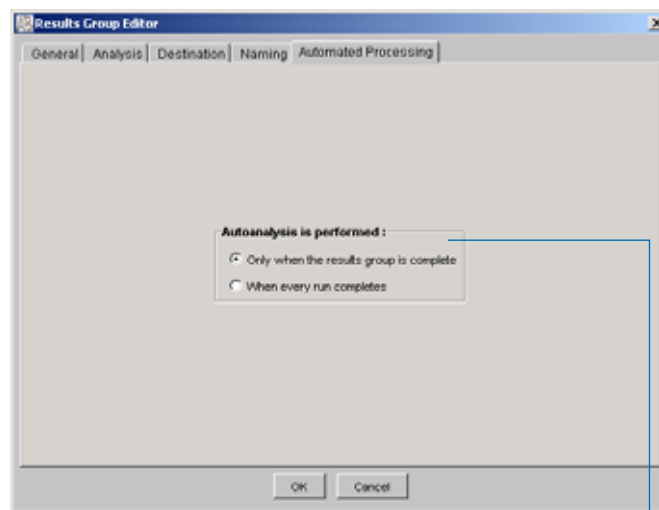 Results Group Editor
General Analysis Destination Naming Automated Processing
Autoanalysis is performed :
Only when the results group is complete
When every run completes
OK Cancel